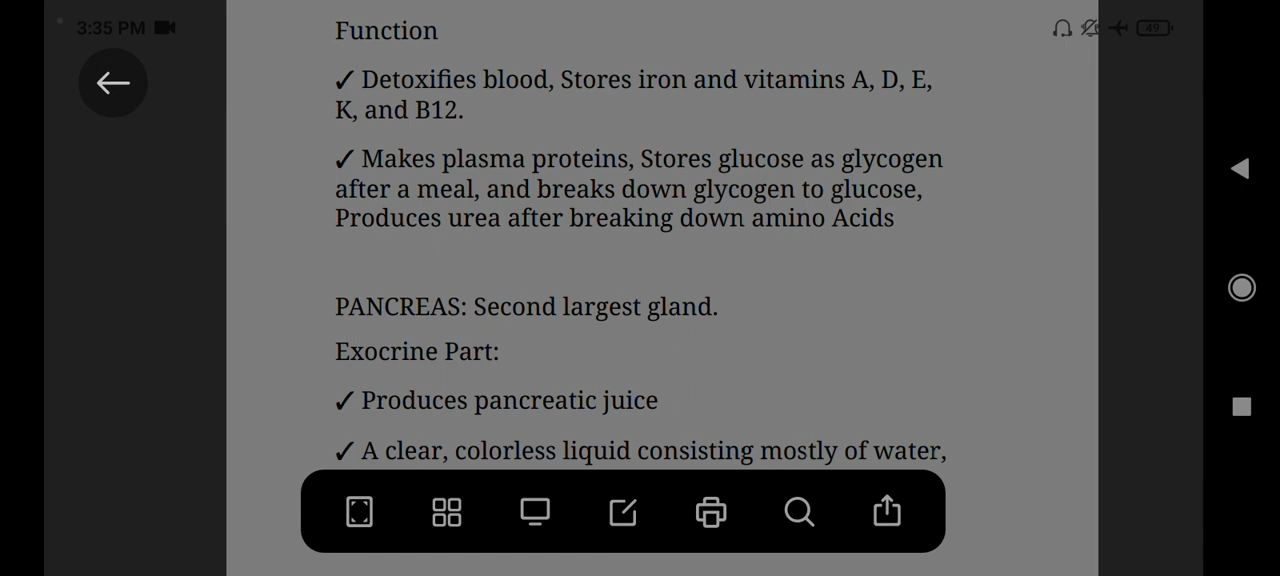 3:35 PM
49
Function
✓ Detoxifies blood, Stores iron and vitamins A, D, E,
K, and B12.
✓ Makes plasma proteins, Stores glucose as glycogen
after a meal, and breaks down glycogen to glucose,
Produces urea after breaking down amino Acids
PANCREAS: Second largest gland.
Exocrine Part:
✓ Produces pancreatic juice
✓ A clear, colorless liquid consisting mostly of water,